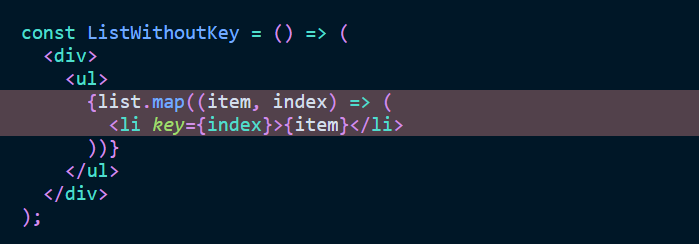 const ListWithoutKey = () => (
  <div>
    <ul>
      {list.map((item, index) => (
        <li key={index}>{item}</li>
      ))}
    </ul>
  </div>
);